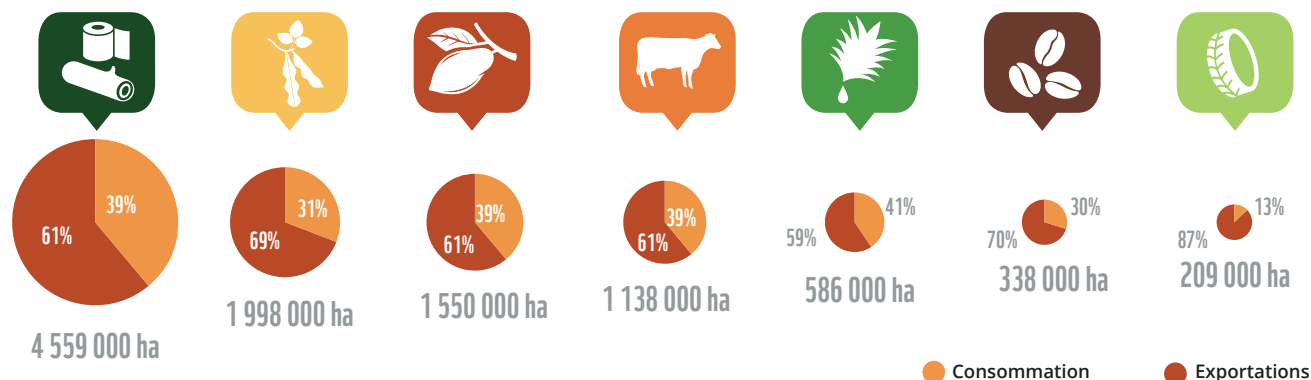 39%
61%
4 559 000 ha
31%
69%
1 998 000 ha
39%
61%
1 550 000 ha
39%
61%
1 138 000 ha
41%
59%
586 000 ha
30%
70%
338 000 ha
13%
87%
209 000 ha
Consommation
Exportations